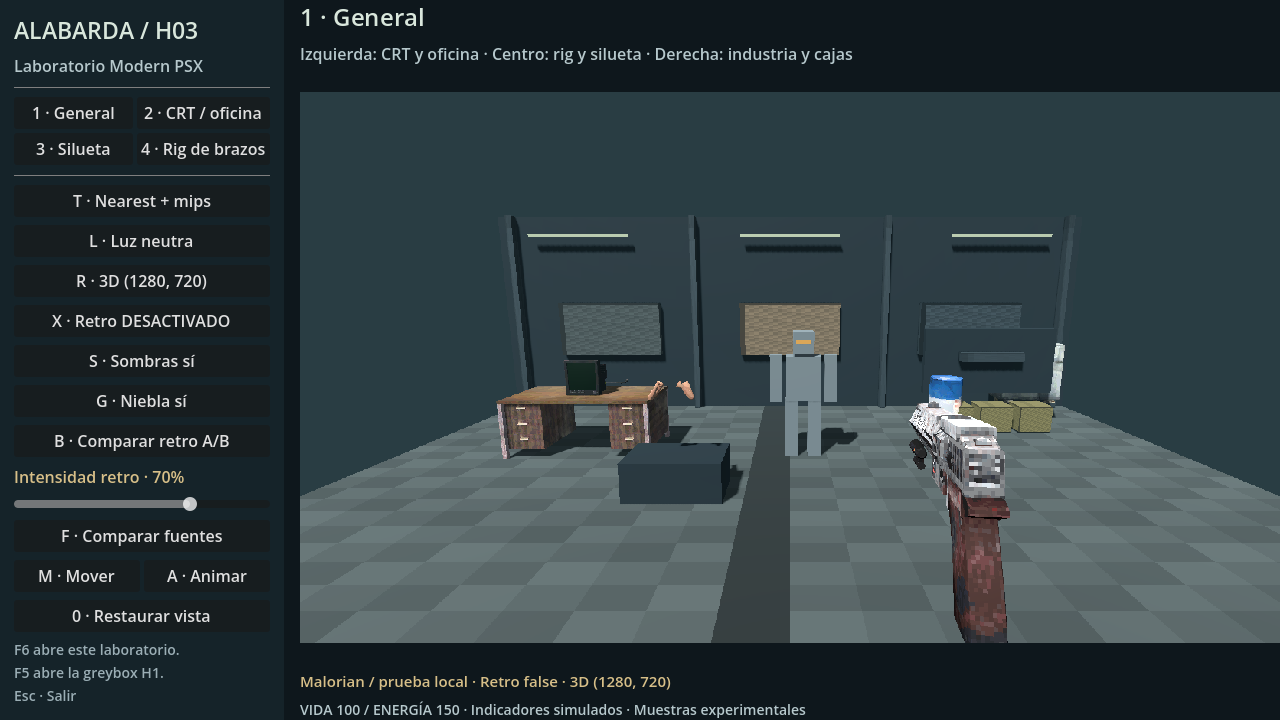 ALABARDA / H03
Laboratorio Modern PSX
1 · General
2 · CRT / oficina
3 · Silueta
4 · Rig de brazos
T · Nearest + mips
L · Luz neutra
R · 3D (1280, 720)
X · Retro DESACTIVADO
S · Sombras sí
G · Niebla sí
B · Comparar retro A/B
Intensidad retro · 70%
F · Comparar fuentes
M · Mover
A · Animar
0 · Restaurar vista
F6 abre este laboratorio.
F5 abre la greybox H1.
Esc · Salir
1 · General
Izquierda: CRT y oficina · Centro: rig y silueta · Derecha: industria y cajas
Malorian / prueba local · Retro false · 3D (1280, 720)
VIDA 100 / ENERGÍA 150 · Indicadores simulados · Muestras experimentales